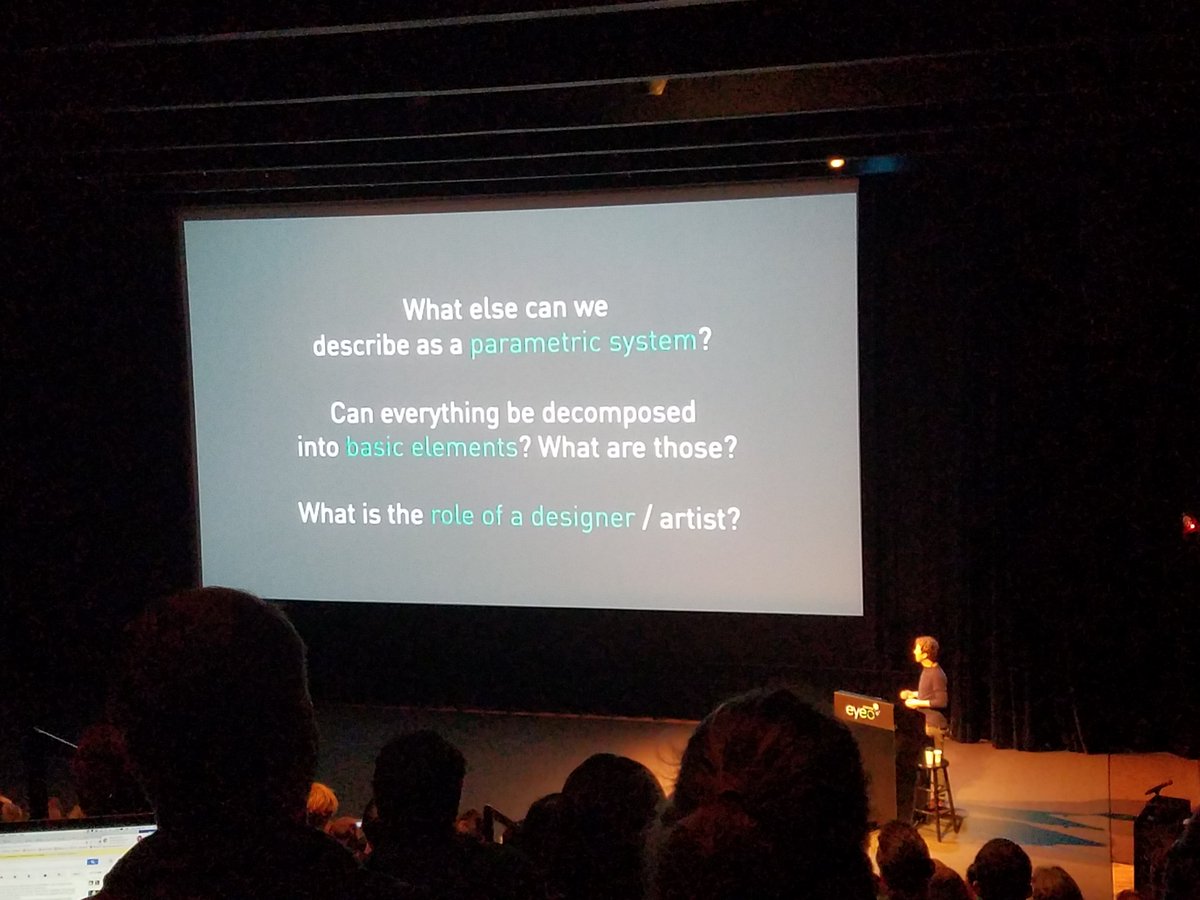 What else can we
describe as a parametric system?
Can everything be decomposed
into basic elements? What are those?
What is the role of a designer / artist?
eyeo